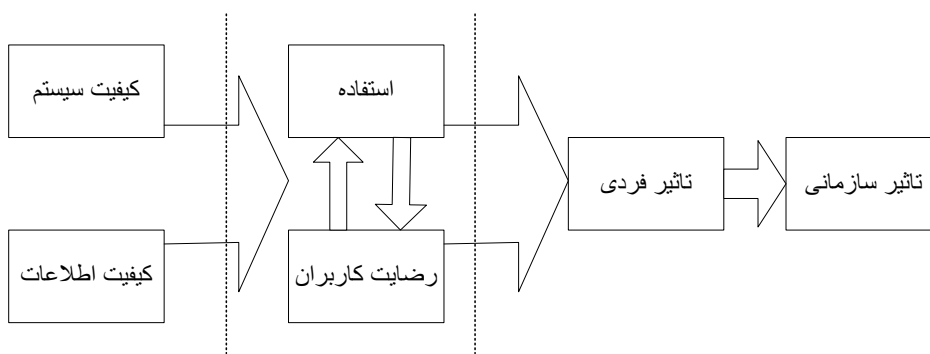 کیفیت سیستم
استفاده
تاثیر فردی
تاثیر سازمانی
کیفیت اطلاعات
رضایت کاربران